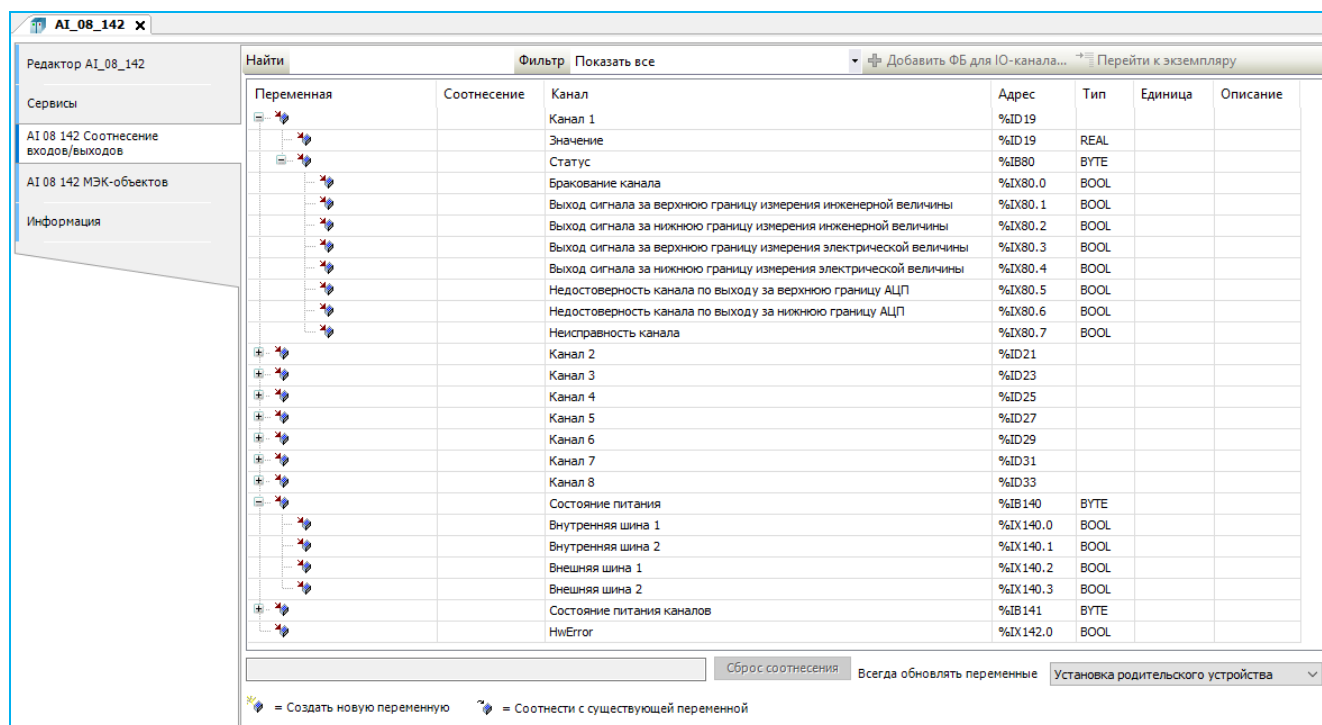 AI_08_142 X
Редактор AI_08_142
Сервисы
AI 08 142 Соотнесение
входов/выходов
AI 08 142 МЭК-объектов
Информация
Найти Фильтр Показать все Добавить ФБ для IO-канала... Перейти к экземпляру
Переменная Соотнесение Канал Адрес Тип Единица Описание
Канал 1 %ID19
Значение %ID19 REAL
Статус %IB80 BYTE
Бракование канала %IX80.0 BOOL
Выход сигнала за верхнюю границу измерения инженерной величины %IX80.1 BOOL
Выход сигнала за нижнюю границу измерения инженерной величины %IX80.2 BOOL
Выход сигнала за верхнюю границу измерения электрической величины %IX80.3 BOOL
Выход сигнала за нижнюю границу измерения электрической величины %IX80.4 BOOL
Недостоверность канала по выходу за верхнюю границу АЦП %IX80.5 BOOL
Недостоверность канала по выходу за нижнюю границу АЦП %IX80.6 BOOL
Неисправность канала %IX80.7 BOOL
Канал 2 %ID21
Канал 3 %ID23
Канал 4 %ID25
Канал 5 %ID27
Канал 6 %ID29
Канал 7 %ID31
Канал 8 %ID33
Состояние питания %IB140 BYTE
Внутренняя шина 1 %IX140.0 BOOL
Внутренняя шина 2 %IX140.1 BOOL
Внешняя шина 1 %IX140.2 BOOL
Внешняя шина 2 %IX140.3 BOOL
Состояние питания каналов %IB141 BYTE
HwError %IX142.0 BOOL
Сброс соотнесения Всегда обновлять переменные Установка родительского устройства
= Создать новую переменную = Соотнести с существующей переменной